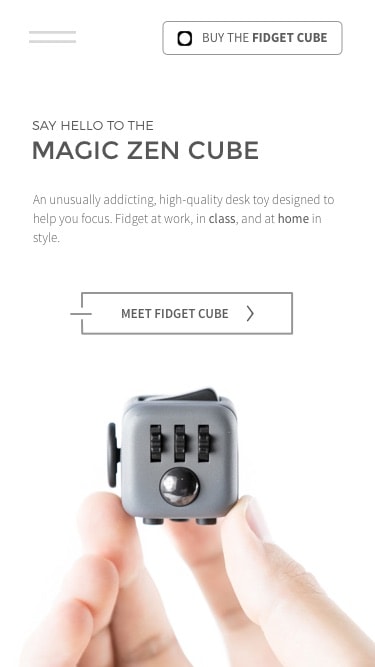 BUY THE FIDGET CUBE
SAY HELLO TO THE
MAGIC ZEN CUBE
An unusually addicting, high-quality desk toy designed to
help you focus. Fidget at work, in class, and at home in
style.
MEET FIDGET CUBE